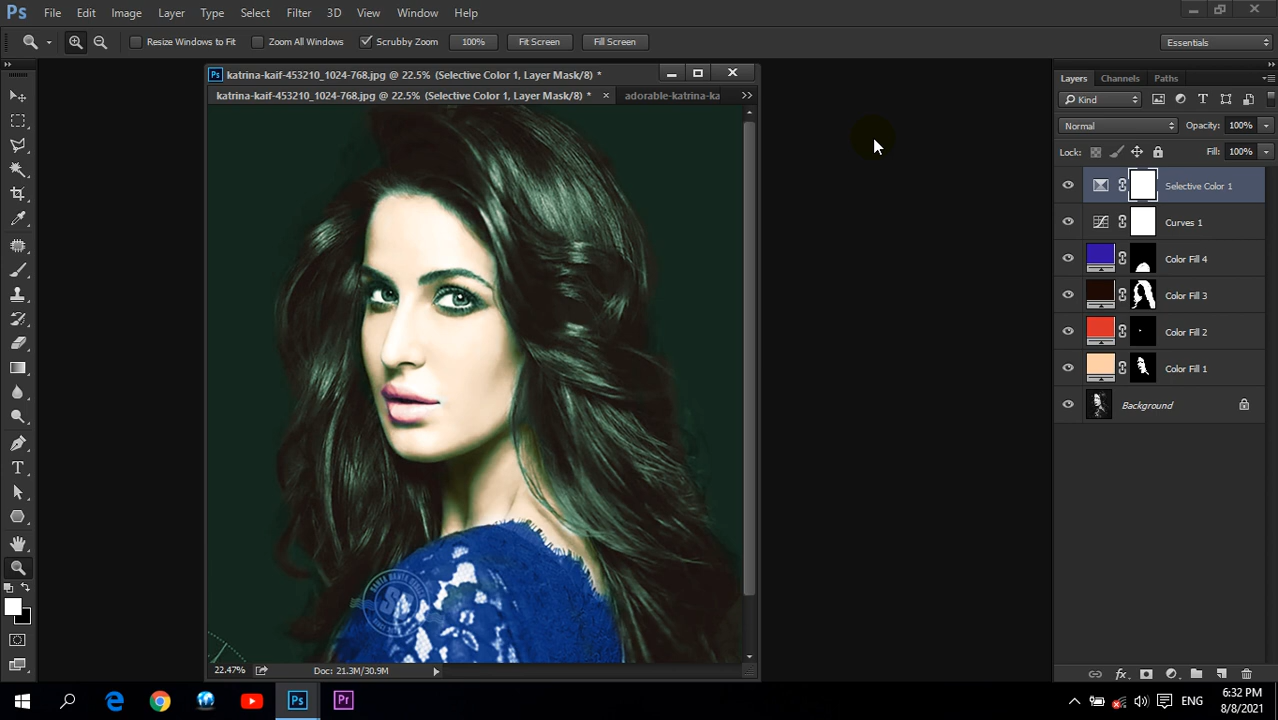 Ps File Edit Image Layer Type Select Filter 3D View Window Help
Resize Windows to Fit Zoom All Windows Scrubby Zoom 100% Fit Screen Fill Screen Essentials
katrina-kaif-453210_1024-768.jpg @ 22.5% (Selective Color 1, Layer Mask/8) *
katrina-kaif-453210_1024-768.jpg @ 22.5% (Selective Color 1, Layer Mask/8) * × adorable-katrina-ka
Layers Channels Paths
Kind
Normal Opacity: 100%
Lock: Fill: 100%
Selective Color 1
Curves 1
Color Fill 4
Color Fill 3
Color Fill 2
Color Fill 1
Background
22.47% Doc: 21.3M/30.9M
Ps Pr ENG 6:32 PM
8/8/2021